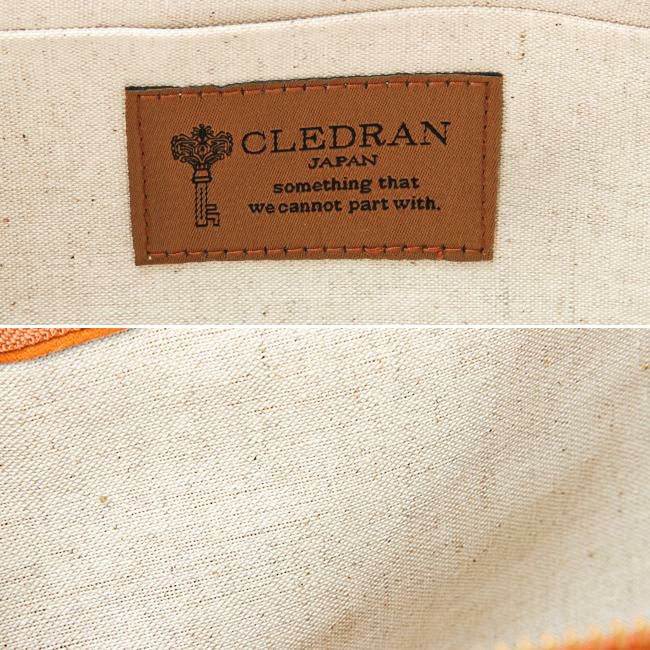 CLEDRAN
JAPAN
something that
we cannot part with.